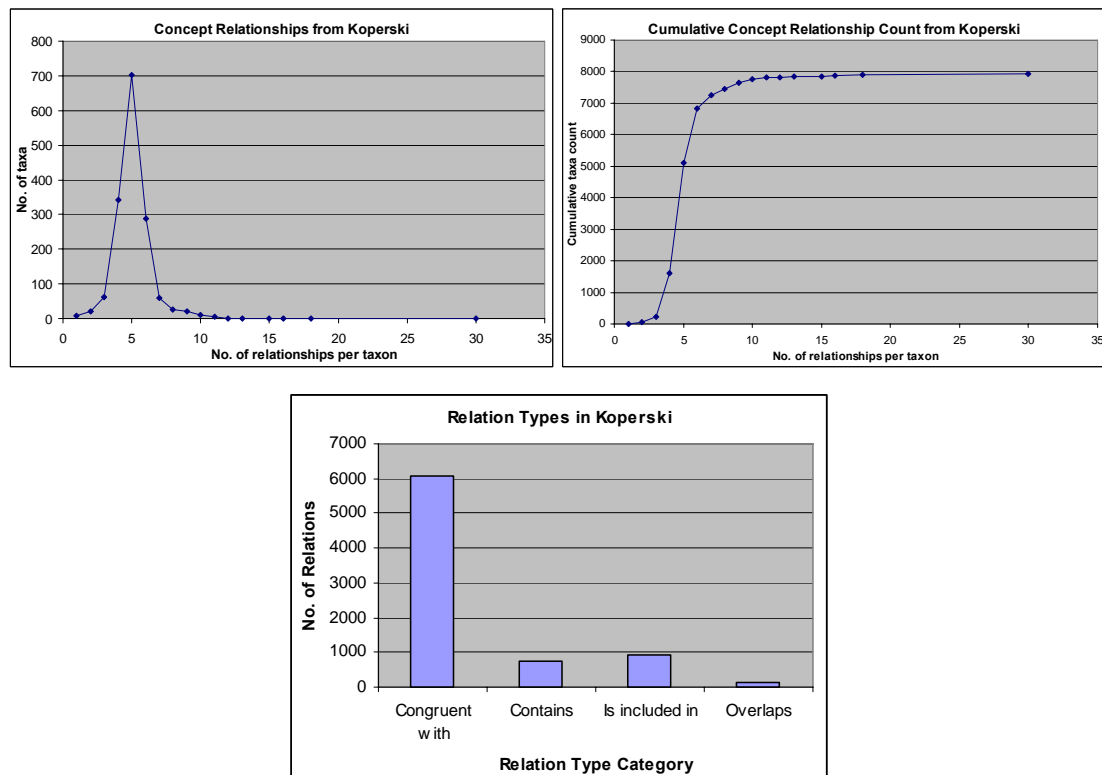 Concept Relationships from Koperski
800
700
600
500
400
300
200
100
0
No. of taxa
0 5 10 15 20 25 30 35
No. of relationships per taxon
Cumulative Concept Relationship Count from Koperski
9000
8000
7000
6000
5000
4000
3000
2000
1000
0
Cumulative taxa count
0 5 10 15 20 25 30 35
No. of relationships per taxon
Relation Types in Koperski
7000
6000
5000
4000
3000
2000
1000
0
No. of Relations
Congruent Contains Is included in Overlaps
with
Relation Type Category